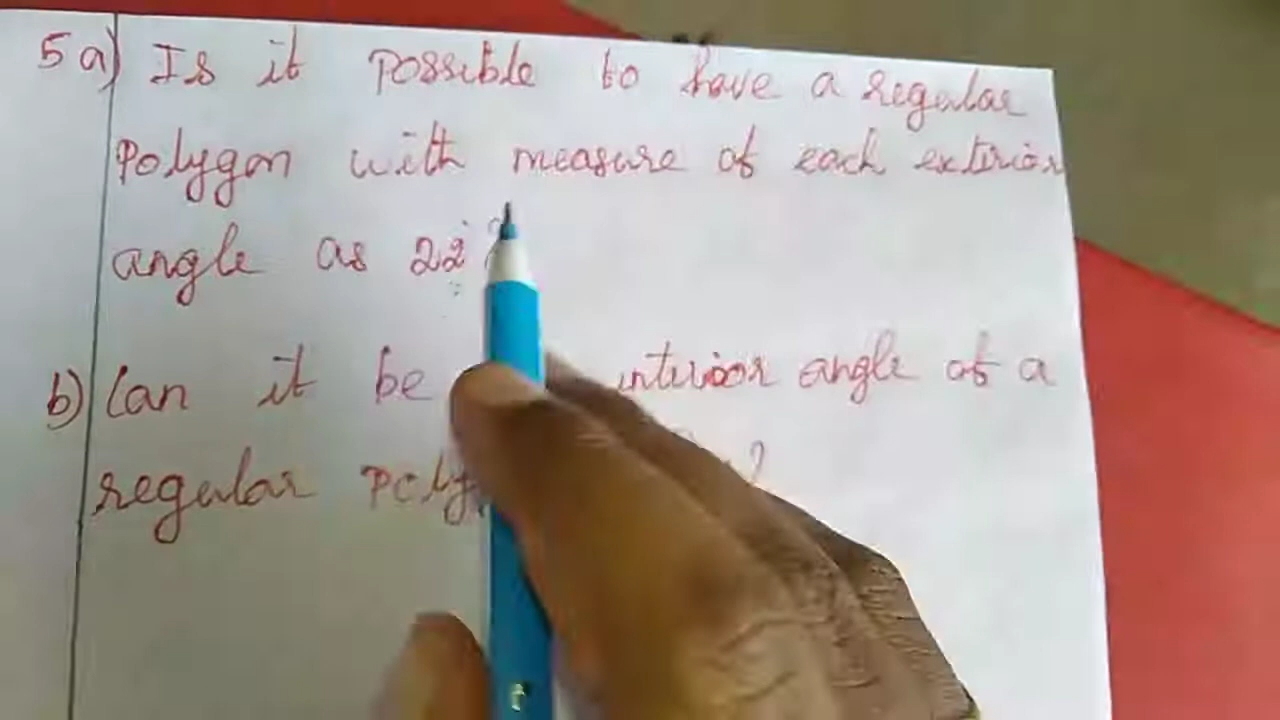 5 a) Is it possible to have a regular
polygon with measure of each exterior
angle as 22°?
b) Can it be interior angle of a
regular